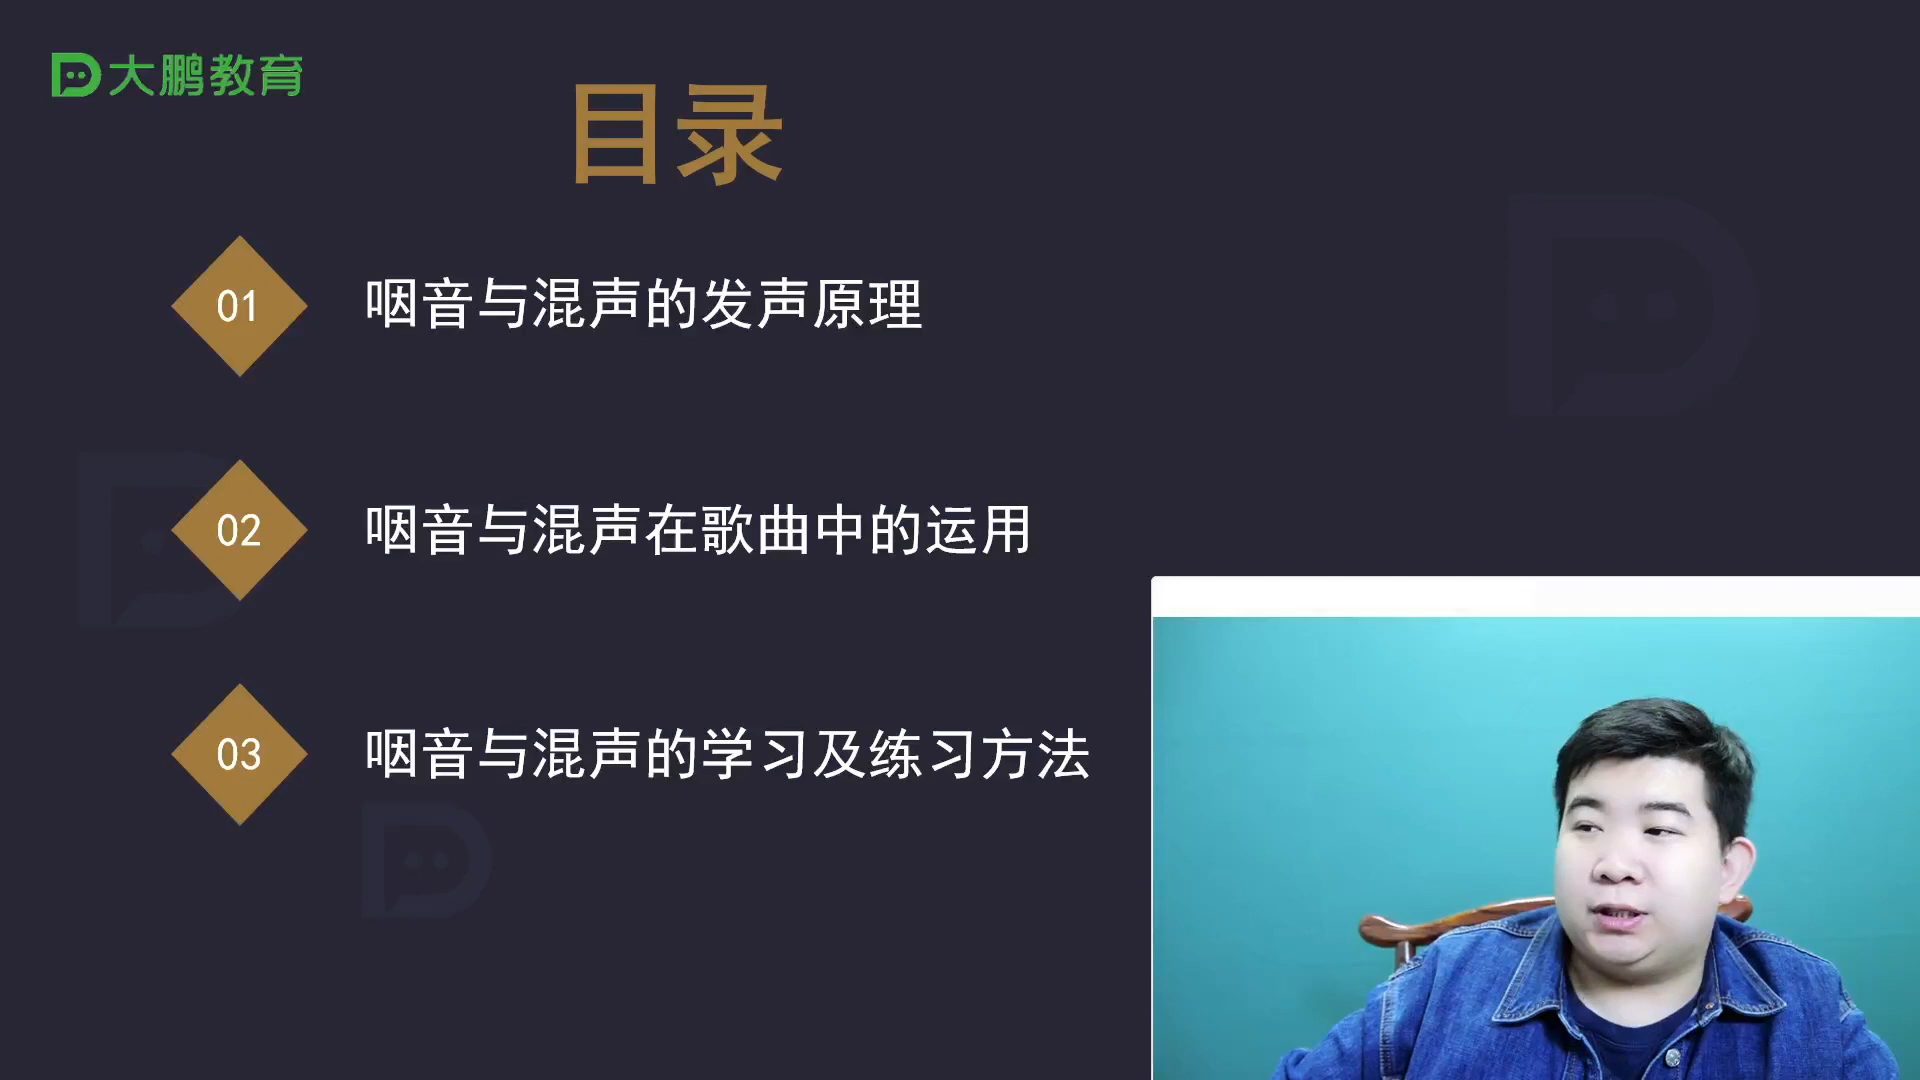 大鹏教育
目录
01
咽音与混声的发声原理
02
咽音与混声在歌曲中的运用
03
咽音与混声的学习及练习方法